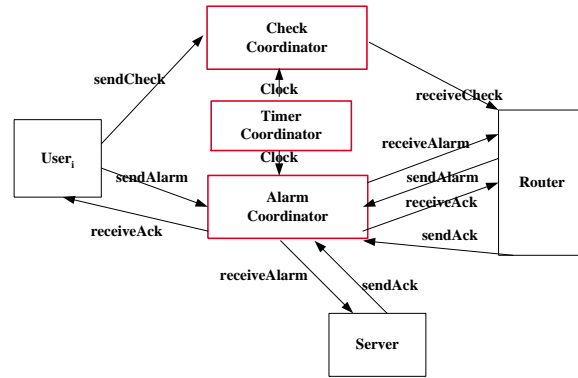 Check
Coordinator
sendCheck
Clock
receiveCheck
Timer
Coordinator
receiveAlarm
Clock
User_i
sendAlarm
sendAlarm
Router
Alarm
Coordinator
receiveAck
receiveAck
sendAck
receiveAlarm
sendAck
Server